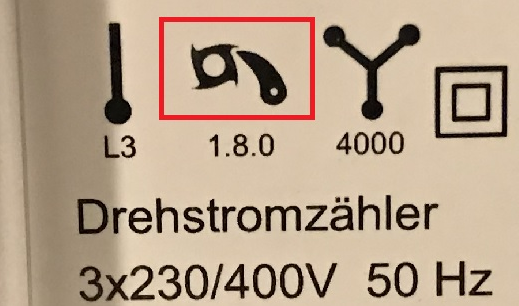 L3 1.8.0 4000
Drehstromzähler
3x230/400V 50 Hz